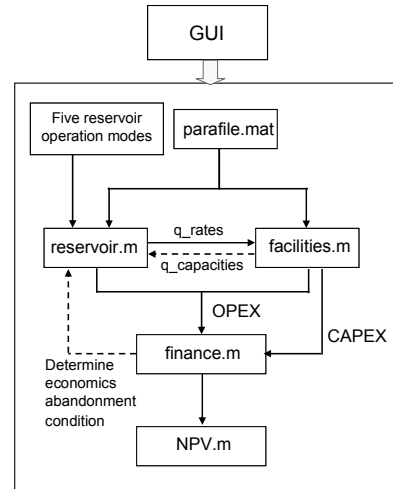 GUI
Five reservoir
operation modes
parafile.mat
reservoir.m
q_rates
facilities.m
q_capacities
OPEX
CAPEX
finance.m
Determine
economics
abandonment
condition
NPV.m